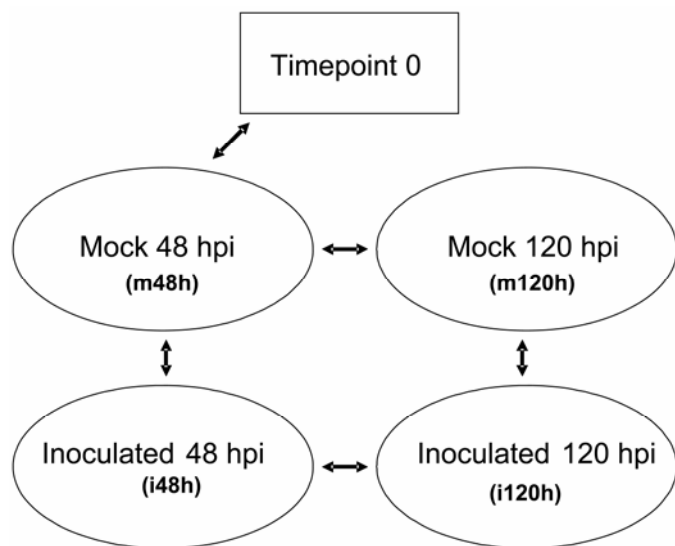 Timepoint 0
Mock 48 hpi
(m48h)
Mock 120 hpi
(m120h)
Inoculated 48 hpi
(i48h)
Inoculated 120 hpi
(i120h)